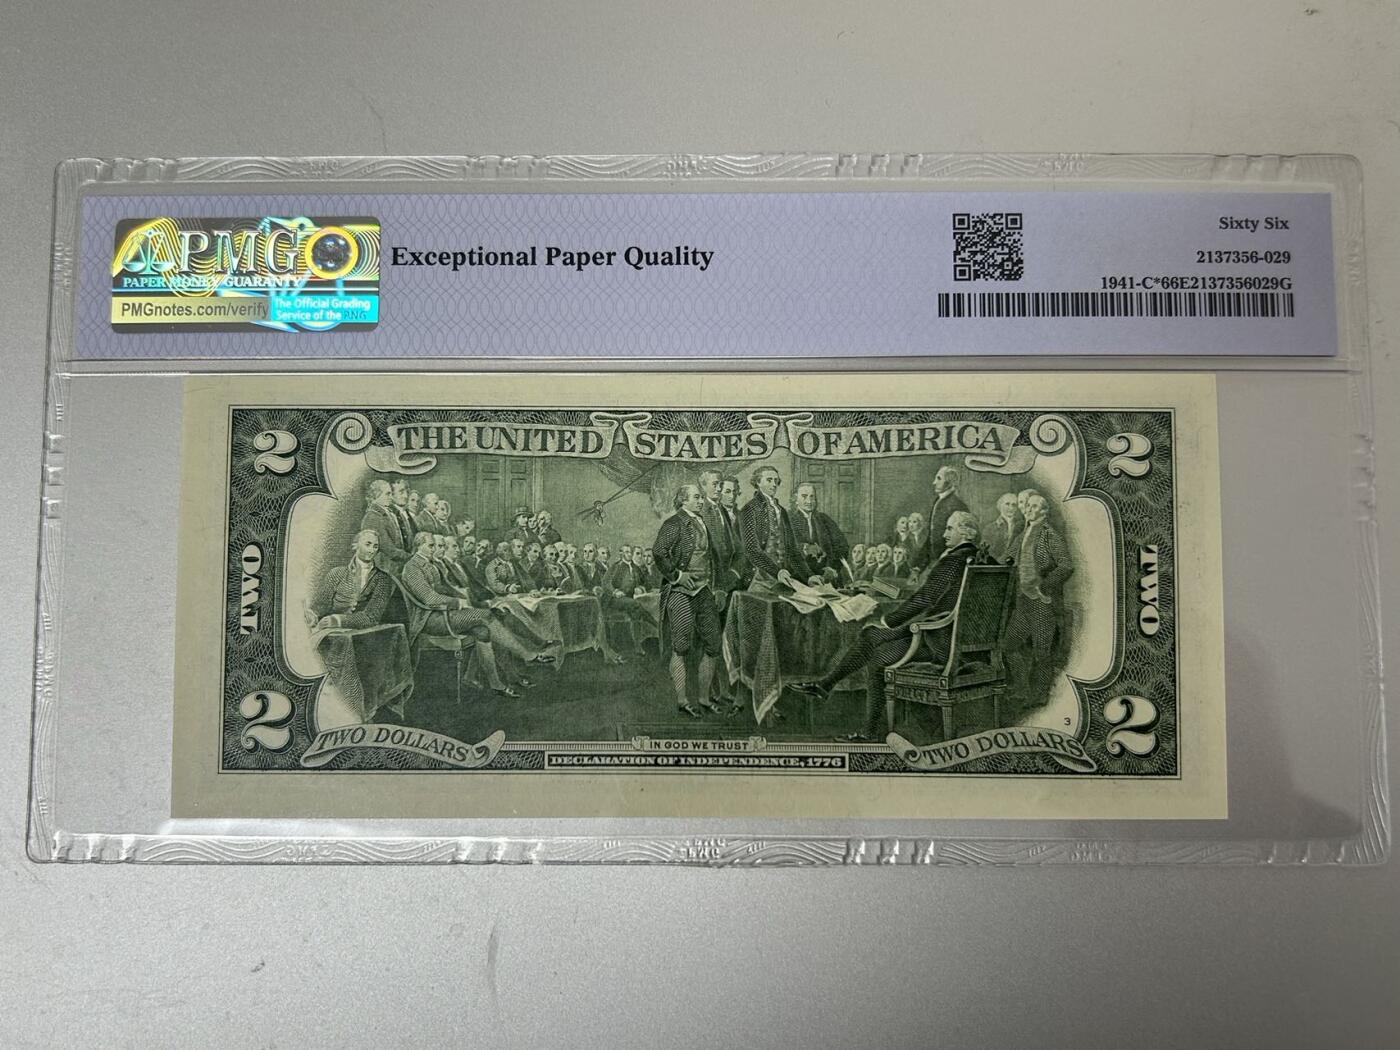 PMG
PAPER MONEY GUARANTY
PMGnotes.com/verify
The Official Grading
Service of the PNG
Exceptional Paper Quality
Sixty Six
2137356-029
1941-C*66E2137356029G
2
THE UNITED STATES OF AMERICA
2
TWO
TWO
3
2
TWO DOLLARS
IN GOD WE TRUST
TWO DOLLARS
2
DECLARATION OF INDEPENDENCE, 1776